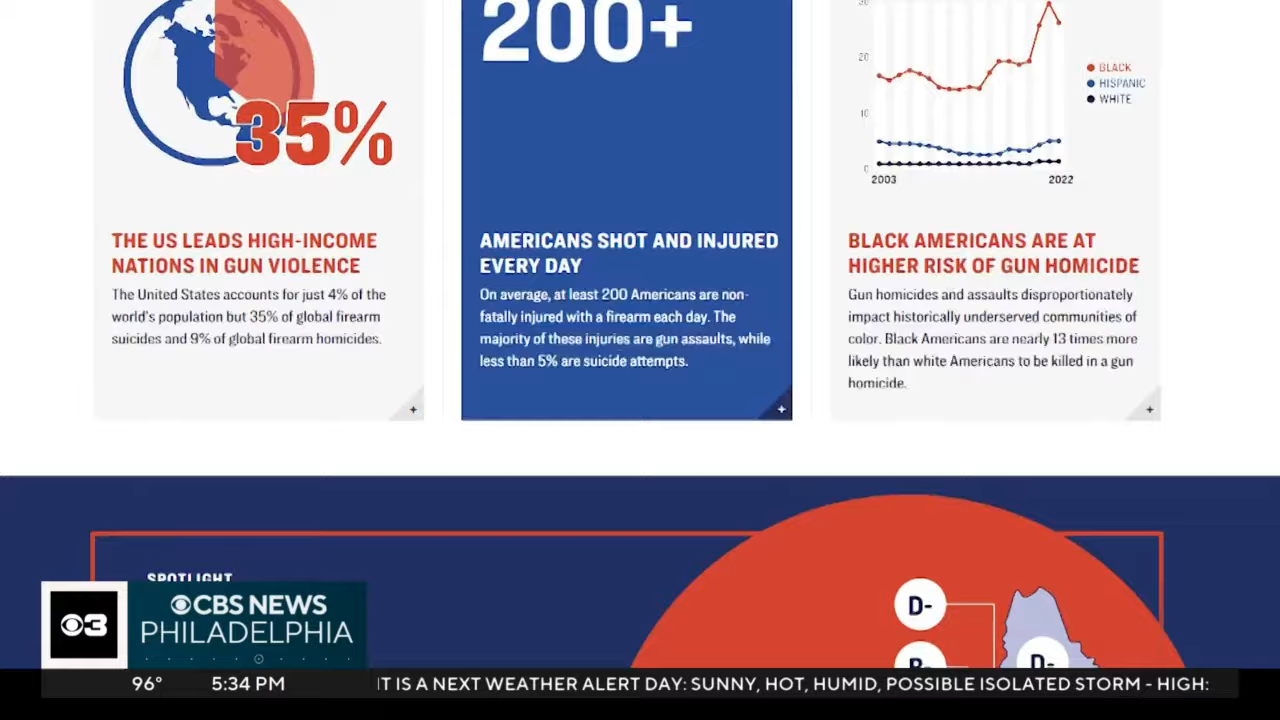 35%
THE US LEADS HIGH-INCOME
NATIONS IN GUN VIOLENCE
The United States accounts for just 4% of the
world's population but 35% of global firearm
suicides and 9% of global firearm homicides.
+
200+
AMERICANS SHOT AND INJURED
EVERY DAY
On average, at least 200 Americans are non-
fatally injured with a firearm each day. The
majority of these injuries are gun assaults, while
less than 5% are suicide attempts.
+
30
20
10
0
2003
2022
BLACK
HISPANIC
WHITE
BLACK AMERICANS ARE AT
HIGHER RISK OF GUN HOMICIDE
Gun homicides and assaults disproportionately
impact historically underserved communities of
color. Black Americans are nearly 13 times more
likely than white Americans to be killed in a gun
homicide.
+
SPOTLIGHT
D-
D-
3
CBS NEWS
PHILADELPHIA
96° 5:34 PM IT IS A NEXT WEATHER ALERT DAY: SUNNY, HOT, HUMID, POSSIBLE ISOLATED STORM - HIGH: